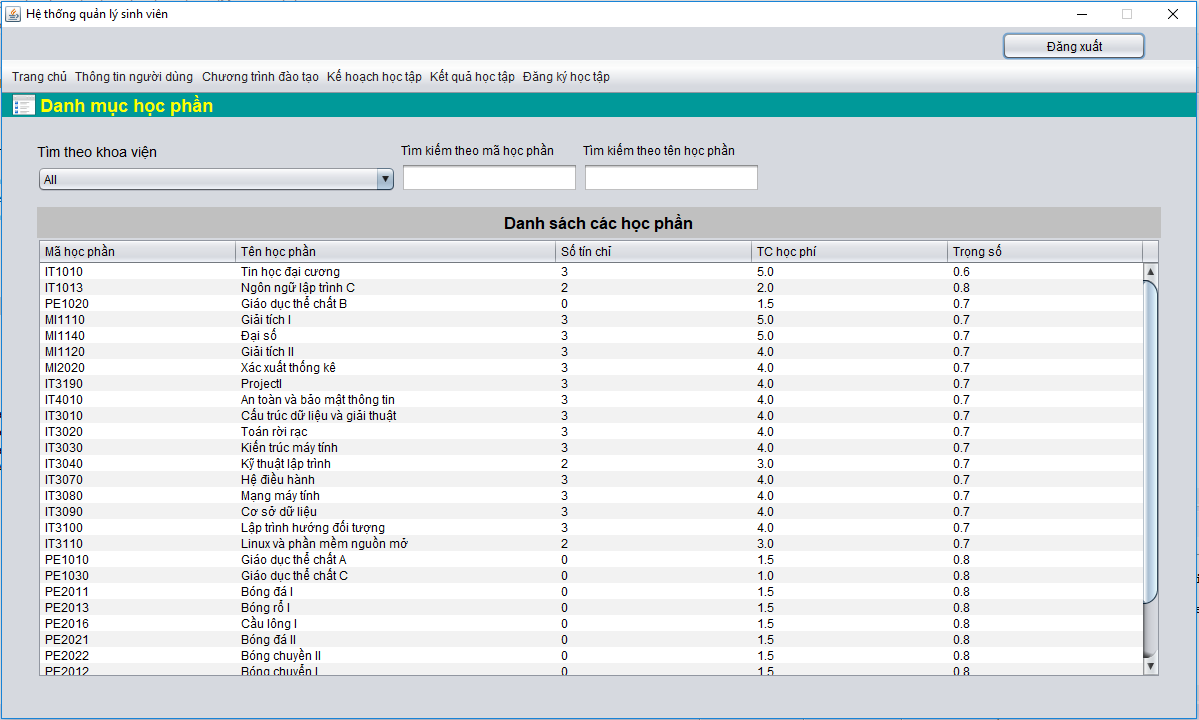 Hệ thống quản lý sinh viên
Đăng xuất
Trang chủ Thông tin người dùng Chương trình đào tạo Kế hoạch học tập Kết quả học tập Đăng ký học tập
Danh mục học phần
Tìm theo khoa viện Tìm kiếm theo mã học phần Tìm kiếm theo tên học phần
All
Danh sách các học phần
Mã học phần Tên học phần Số tín chỉ TC học phí Trọng số
IT1010 Tin học đại cương 3 5.0 0.6
IT1013 Ngôn ngữ lập trình C 2 2.0 0.8
PE1020 Giáo dục thể chất B 0 1.5 0.7
MI1110 Giải tích I 3 5.0 0.7
MI1140 Đại số 3 5.0 0.7
MI1120 Giải tích II 3 4.0 0.7
MI2020 Xác xuất thống kê 3 4.0 0.7
IT3190 ProjectI 3 4.0 0.7
IT4010 An toàn và bảo mật thông tin 3 4.0 0.7
IT3010 Cấu trúc dữ liệu và giải thuật 3 4.0 0.7
IT3020 Toán rời rạc 3 4.0 0.7
IT3030 Kiến trúc máy tính 3 4.0 0.7
IT3040 Kỹ thuật lập trình 2 3.0 0.7
IT3070 Hệ điều hành 3 4.0 0.7
IT3080 Mạng máy tính 3 4.0 0.7
IT3090 Cơ sở dữ liệu 3 4.0 0.7
IT3100 Lập trình hướng đối tượng 3 4.0 0.7
IT3110 Linux và phần mềm nguồn mở 2 3.0 0.7
PE1010 Giáo dục thể chất A 0 1.5 0.8
PE1030 Giáo dục thể chất C 0 1.0 0.8
PE2011 Bóng đá I 0 1.5 0.8
PE2013 Bóng rổ I 0 1.5 0.8
PE2016 Cầu lông I 0 1.5 0.8
PE2021 Bóng đá II 0 1.5 0.8
PE2022 Bóng chuyền II 0 1.5 0.8
PE2012 Bóng chuyển I 0 1.5 0.8